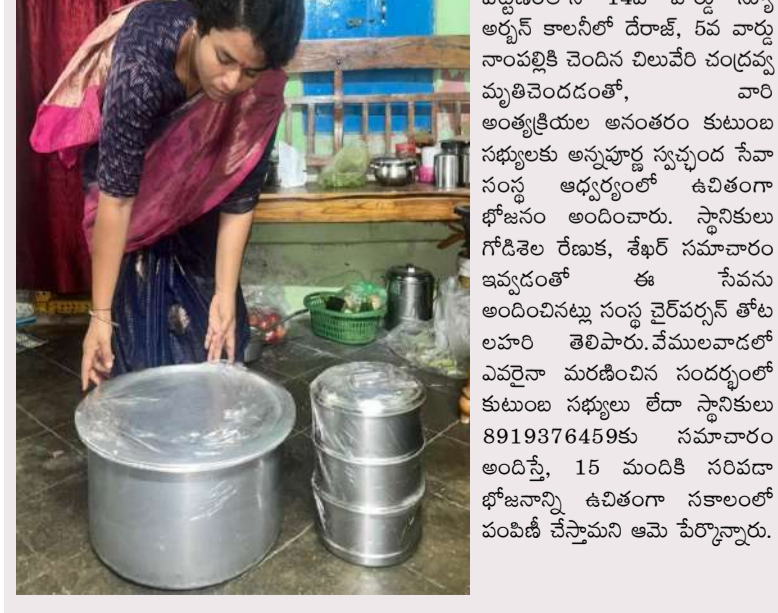 అర్బన్ కాలనీలో దేరాజ్, 5వ వార్డు
నాంపల్లికి చెందిన చిలువేరి చంద్రవ్వ
మృతిచెందడంతో, వారి
అంత్యక్రియల అనంతరం కుటుంబ
సభ్యులకు అన్నపూర్ణ స్వచ్ఛంద సేవా
సంస్థ ఆధ్వర్యంలో ఉచితంగా
భోజనం అందించారు. స్థానికులు
గోడిశెల రేణుక, శేఖర్ సమాచారం
ఇవ్వడంతో ఈ సేవను
అందించినట్లు సంస్థ చైర్‌పర్సన్ తోట
లహరి తెలిపారు.వేములవాడలో
ఎవరైనా మరణించిన సందర్భంలో
కుటుంబ సభ్యులు లేదా స్థానికులు
8919376459కు సమాచారం
అందిస్తే, 15 మందికి సరిపడా
భోజనాన్ని ఉచితంగా సకాలంలో
పంపిణీ చేస్తామని ఆమె పేర్కొన్నారు.